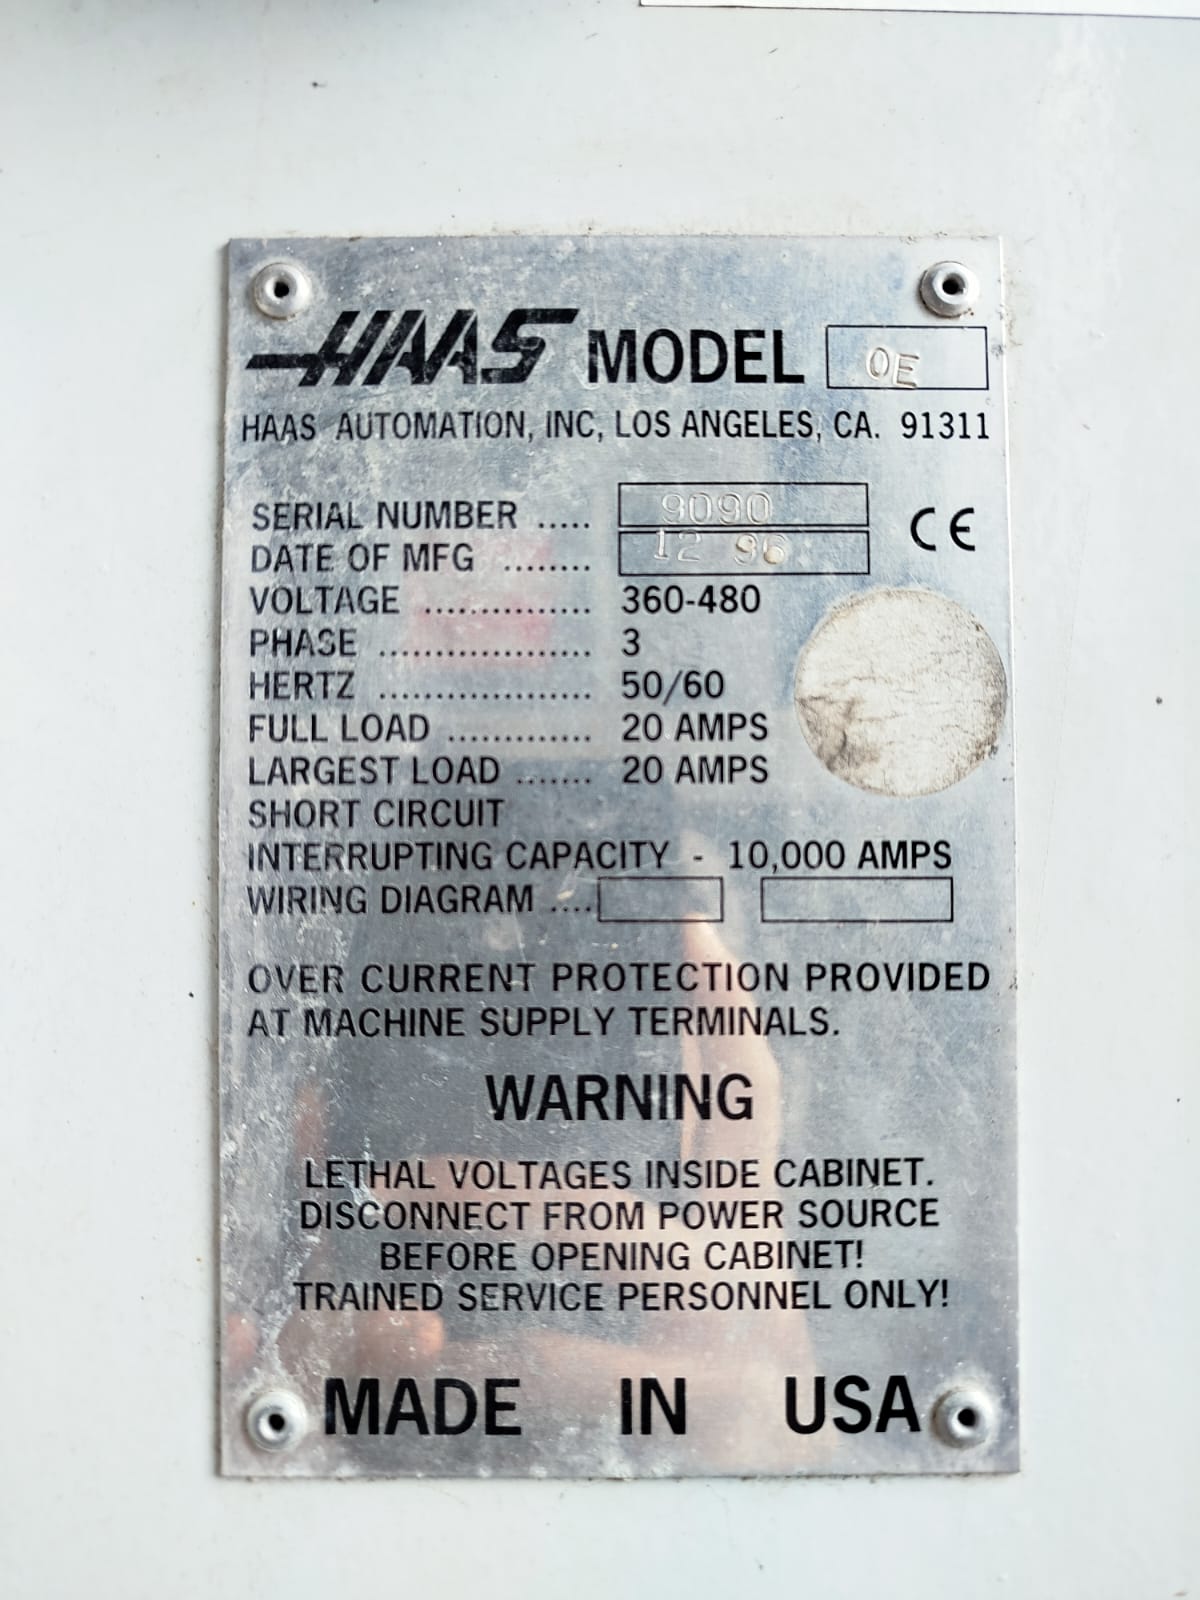 HAAS MODEL 0E
HAAS AUTOMATION, INC, LOS ANGELES, CA. 91311
SERIAL NUMBER ..... 9090
DATE OF MFG ........ 12 96
CE
VOLTAGE ............... 360-480
PHASE ................... 3
HERTZ ................... 50/60
FULL LOAD ............. 20 AMPS
LARGEST LOAD ....... 20 AMPS
SHORT CIRCUIT
INTERRUPTING CAPACITY - 10,000 AMPS
WIRING DIAGRAM ....
OVER CURRENT PROTECTION PROVIDED
AT MACHINE SUPPLY TERMINALS.
WARNING
LETHAL VOLTAGES INSIDE CABINET.
DISCONNECT FROM POWER SOURCE
BEFORE OPENING CABINET!
TRAINED SERVICE PERSONNEL ONLY!
MADE IN USA